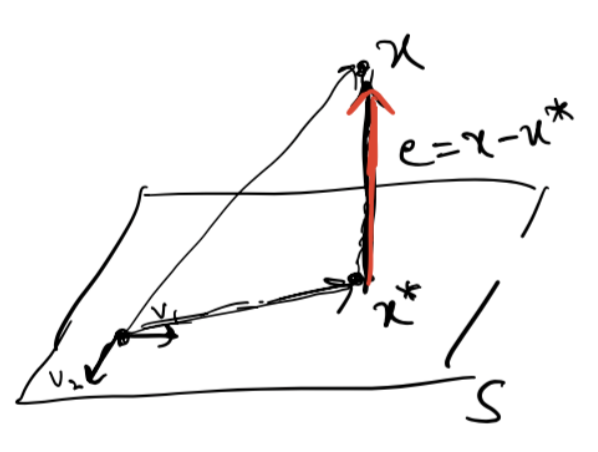 x
e = x - x*
x*
v₁
v₂
S